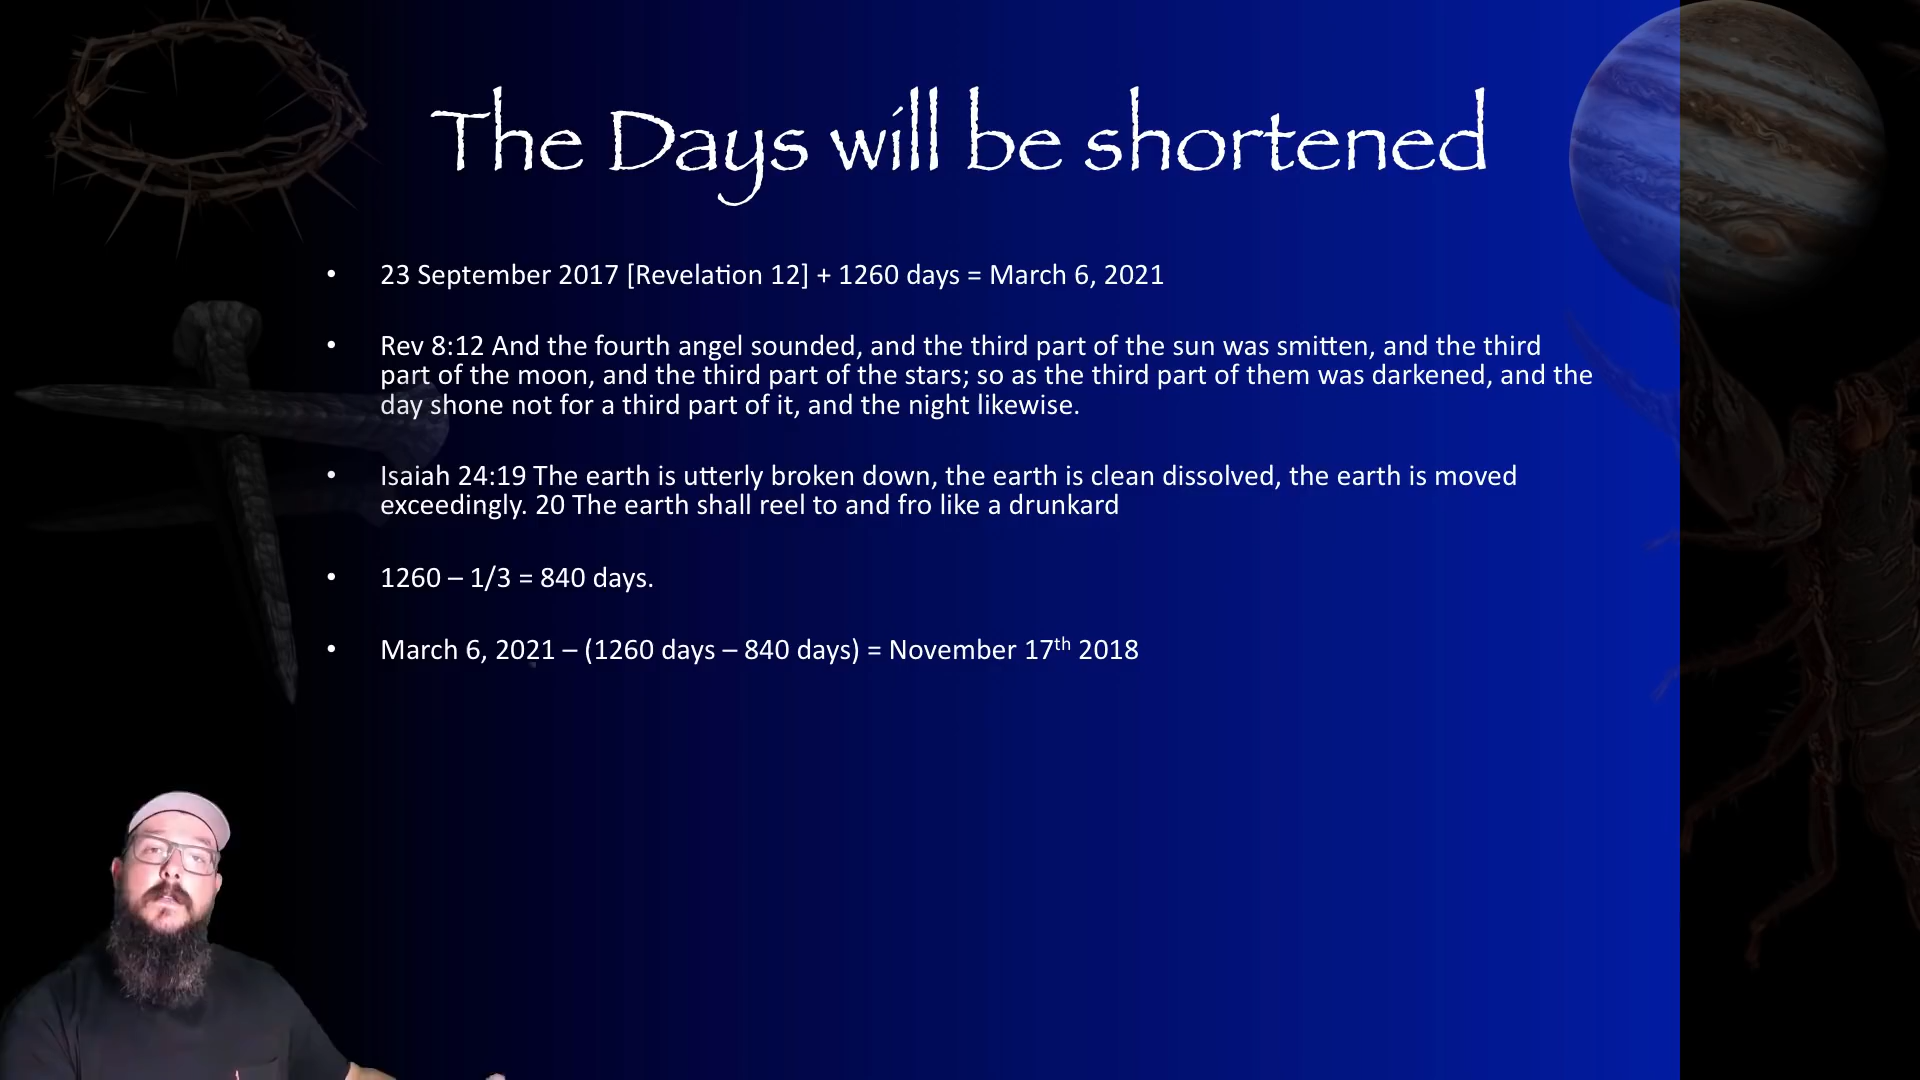 The Days will be shortened
• 23 September 2017 [Revelation 12] + 1260 days = March 6, 2021
• Rev 8:12 And the fourth angel sounded, and the third part of the sun was smitten, and the third
part of the moon, and the third part of the stars; so as the third part of them was darkened, and the
day shone not for a third part of it, and the night likewise.
• Isaiah 24:19 The earth is utterly broken down, the earth is clean dissolved, the earth is moved
exceedingly. 20 The earth shall reel to and fro like a drunkard
• 1260 – 1/3 = 840 days.
• March 6, 2021 – (1260 days – 840 days) = November 17th 2018